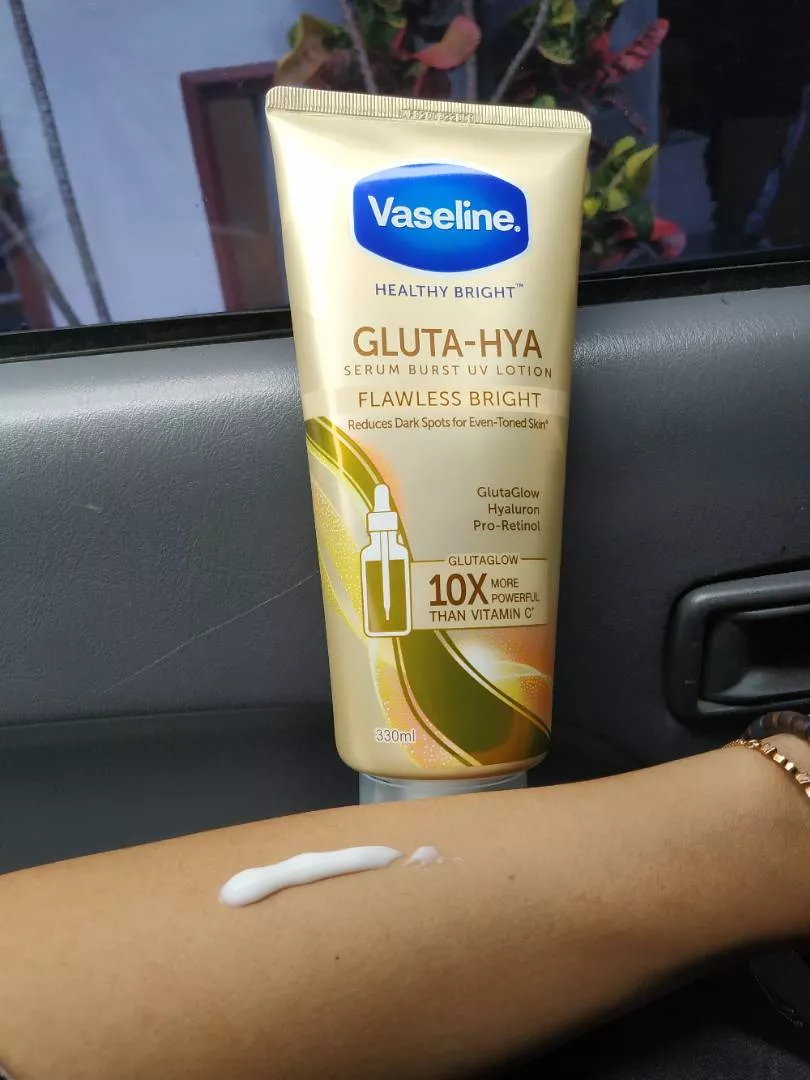 Vaseline.
HEALTHY BRIGHT™
GLUTA-HYA
SERUM BURST UV LOTION
FLAWLESS BRIGHT
Reduces Dark Spots for Even-Toned Skin*
GlutaGlow
Hyaluron
Pro-Retinol
GLUTAGLOW
10X MORE POWERFUL
THAN VITAMIN C*
330ml